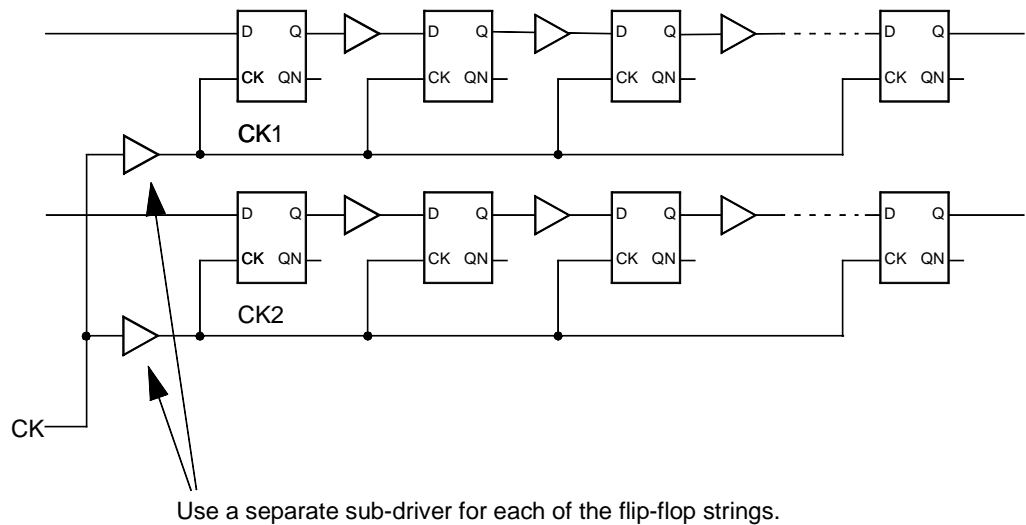 D Q D Q D Q D Q
CK QN CK QN CK QN CK QN
CK1
D Q D Q D Q D Q
CK QN CK QN CK QN CK QN
CK2
CK
Use a separate sub-driver for each of the flip-flop strings.